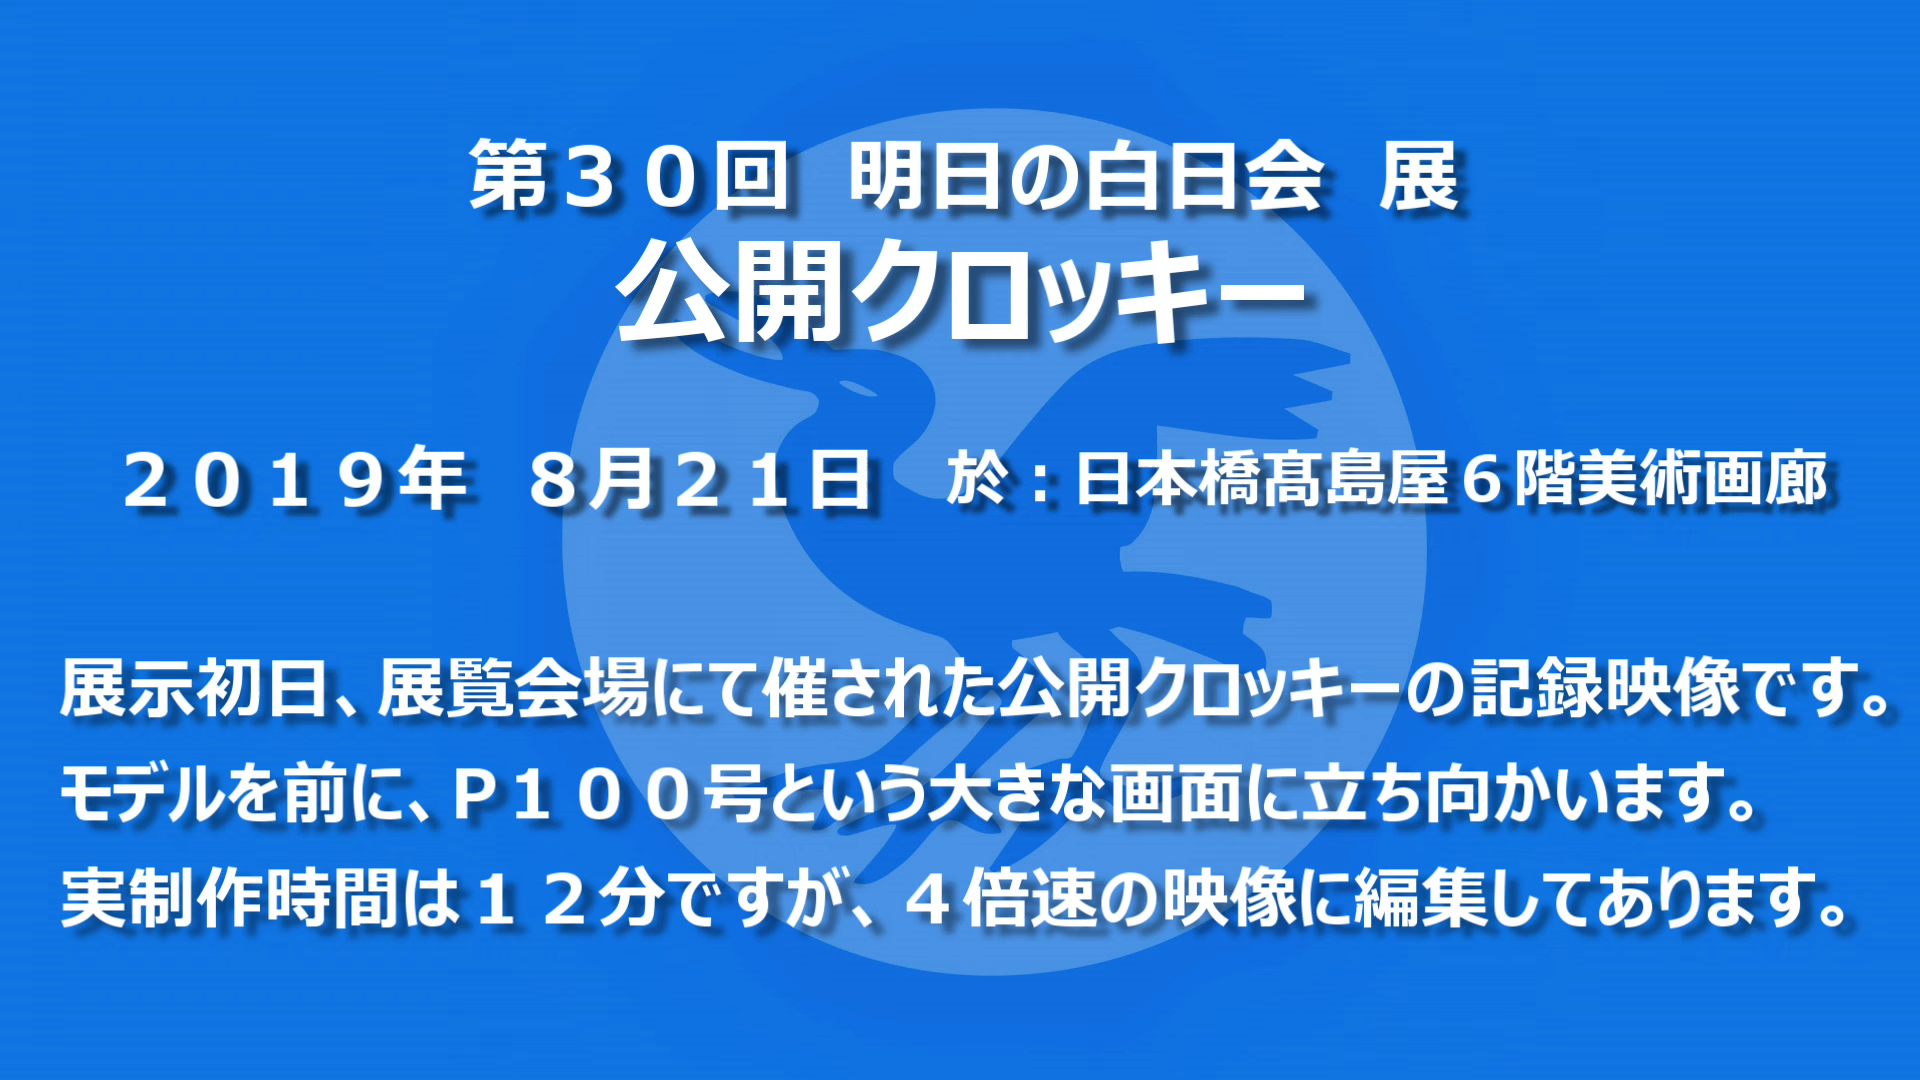 第３０回　明日の白日会　展
公開クロッキー
２０１９年　８月２１日　於：日本橋髙島屋６階美術画廊
展示初日、展覧会場にて催された公開クロッキーの記録映像です。
モデルを前に、Ｐ１００号という大きな画面に立ち向かいます。
実制作時間は１２分ですが、４倍速の映像に編集してあります。